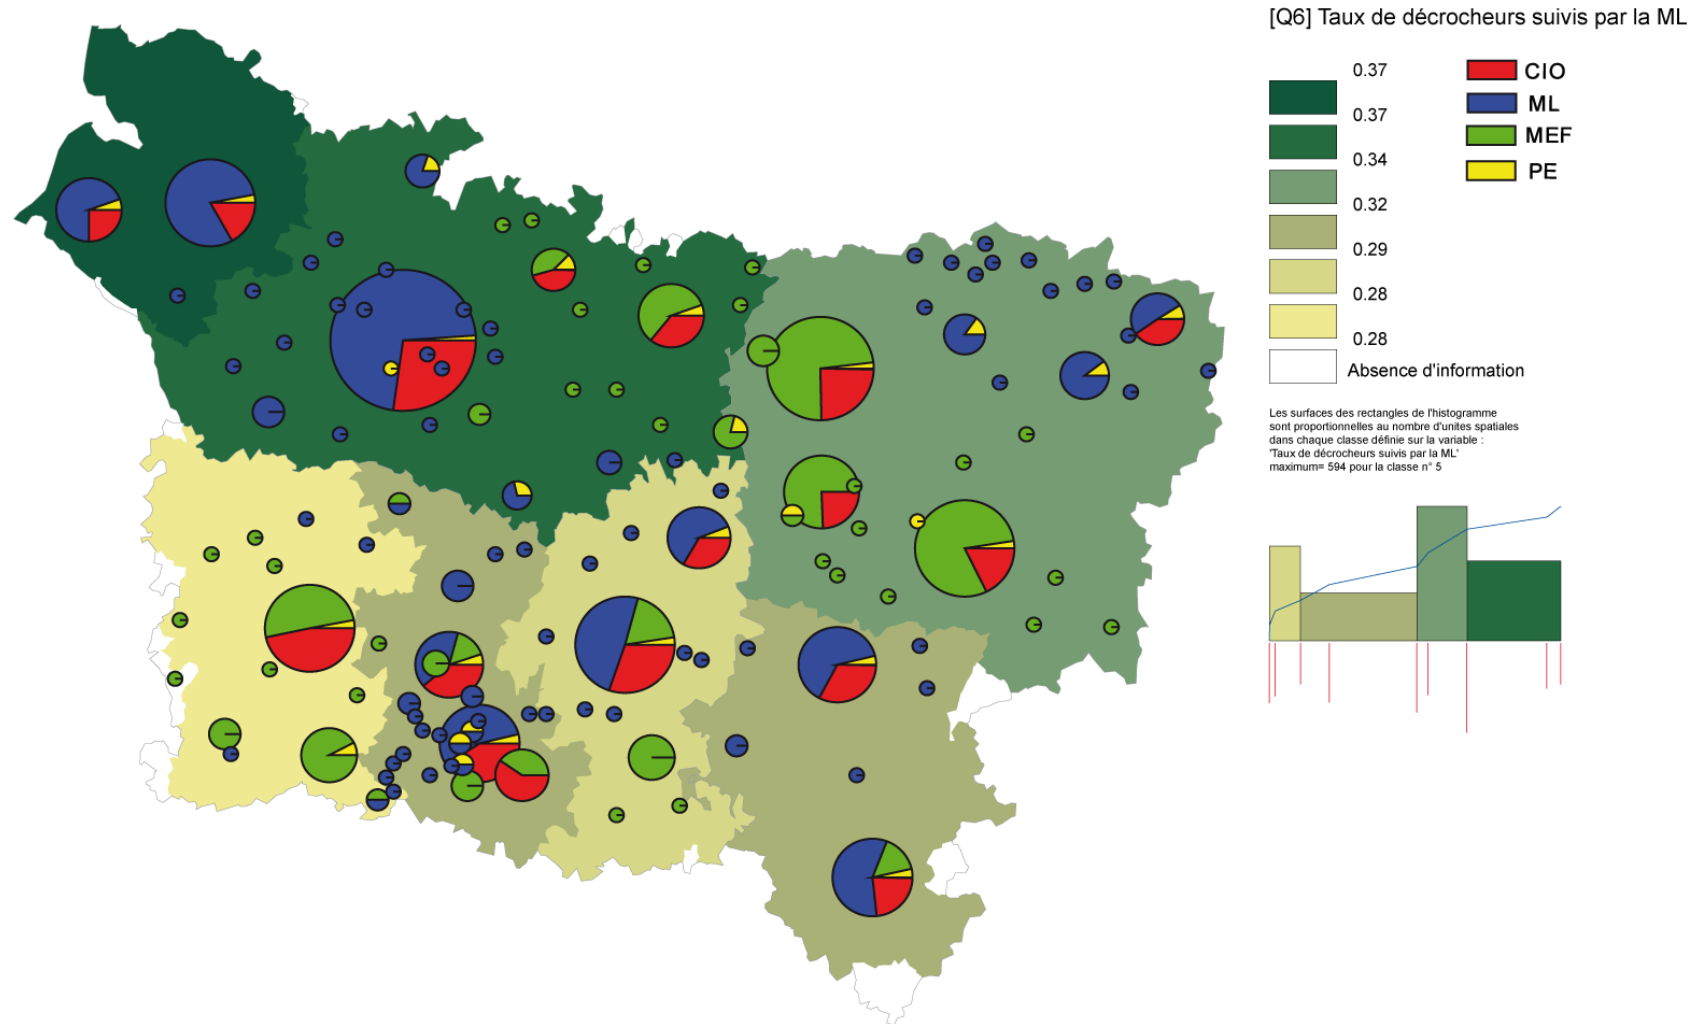 [Q6] Taux de décrocheurs suivis par la ML
0.37
0.37
0.34
0.32
0.29
0.28
0.28
Absence d'information
CIO
ML
MEF
PE
Les surfaces des rectangles de l'histogramme
sont proportionnelles au nombre d'unites spatiales
dans chaque classe définie sur la variable :
'Taux de décrocheurs suivis par la ML'
maximum= 594 pour la classe n° 5